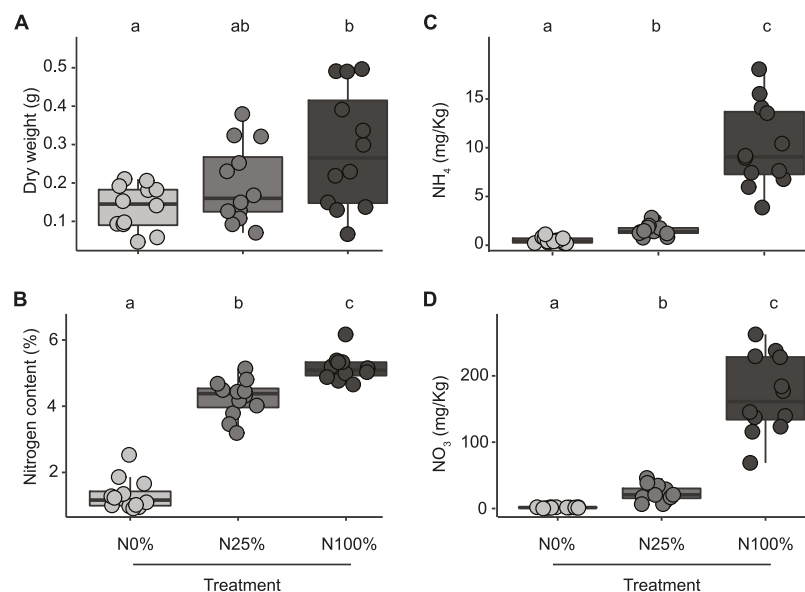 A
a ab b
Dry weight (g)
0.5
0.4
0.3
0.2
0.1
C
a b c
NH4 (mg/Kg)
15
10
5
0
B
a b c
Nitrogen content (%)
6
4
2
N0% N25% N100%
Treatment
D
a b c
NO3 (mg/Kg)
200
100
0
N0% N25% N100%
Treatment